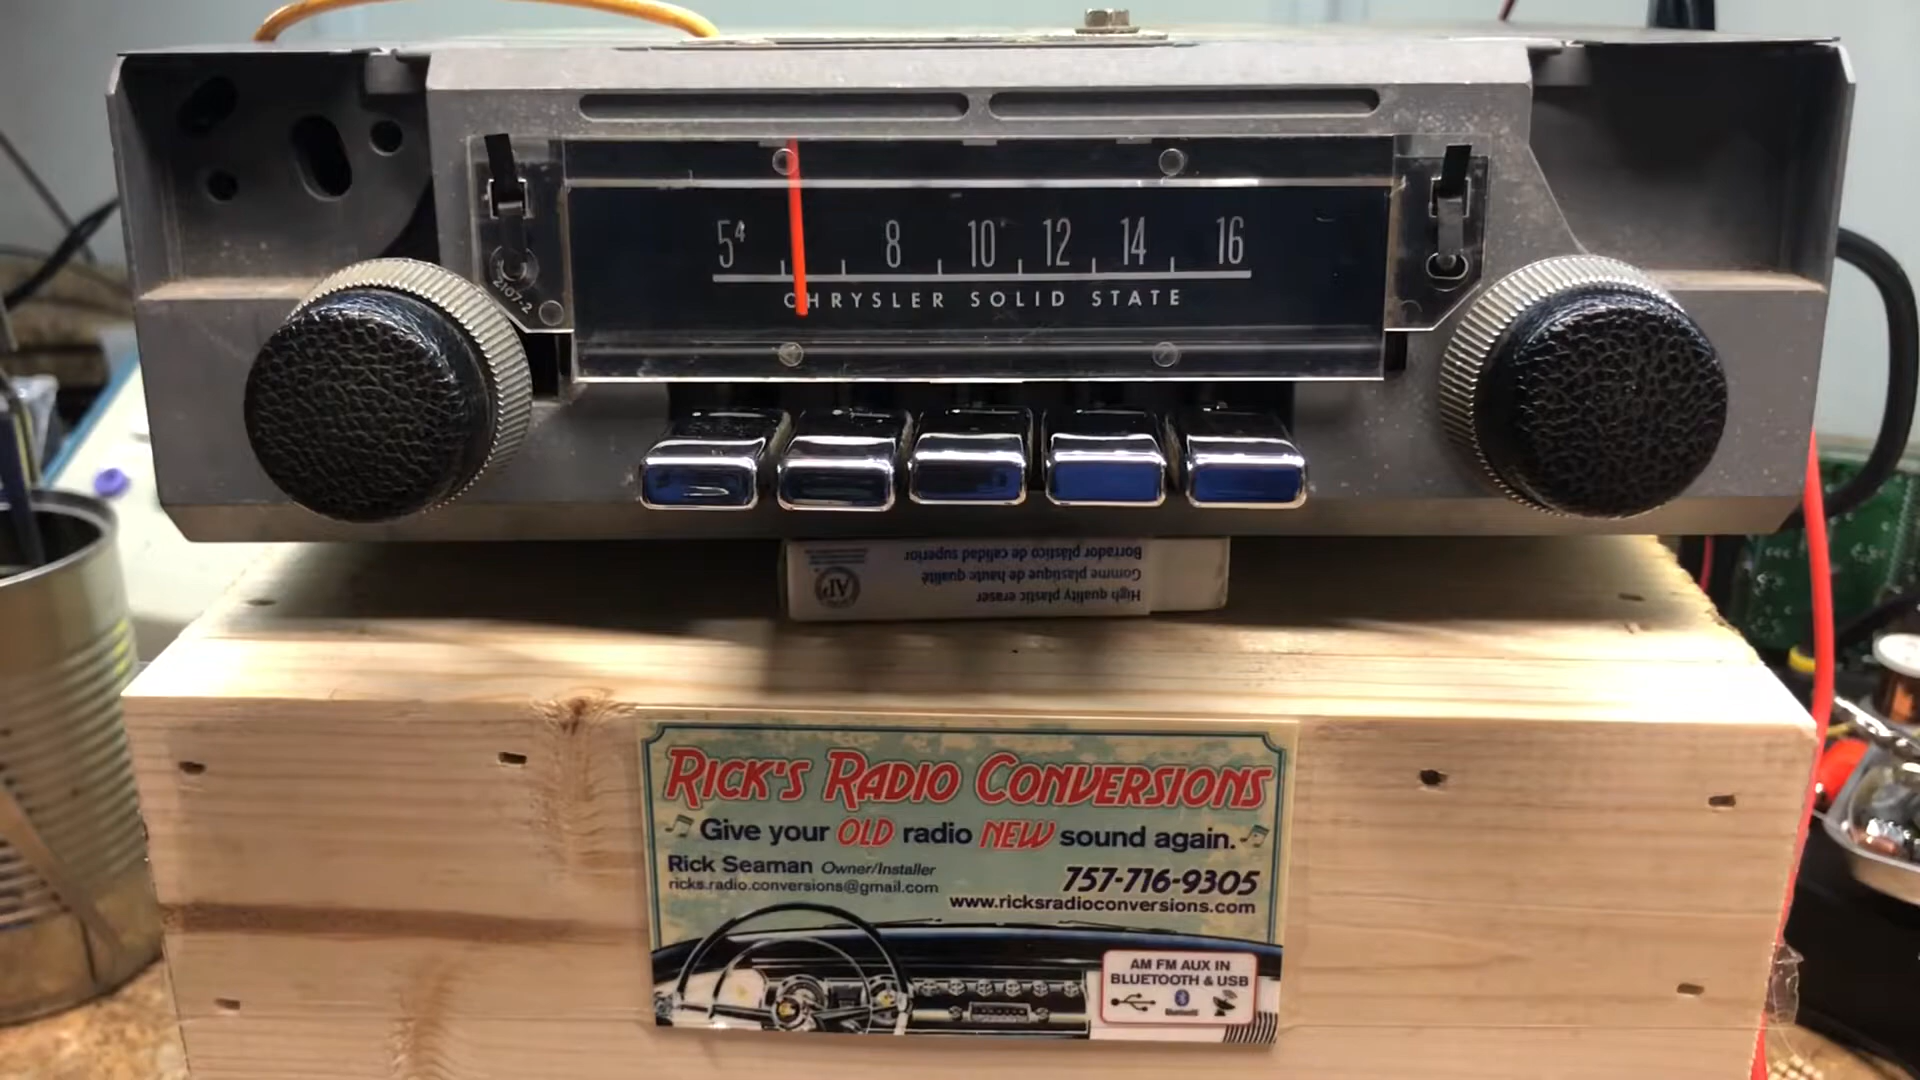 5⁴ 8 10 12 14 16
CHRYSLER SOLID STATE
2107-2
Borrador plástico de calidad superior
Gomme plastique de haute qualité
High quality plastic eraser
AP
RICK'S RADIO CONVERSIONS
Give your OLD radio NEW sound again.
Rick Seaman Owner/Installer
ricks.radio.conversions@gmail.com
757-716-9305
www.ricksradioconversions.com
AM FM AUX IN
BLUETOOTH & USB
Bluetooth